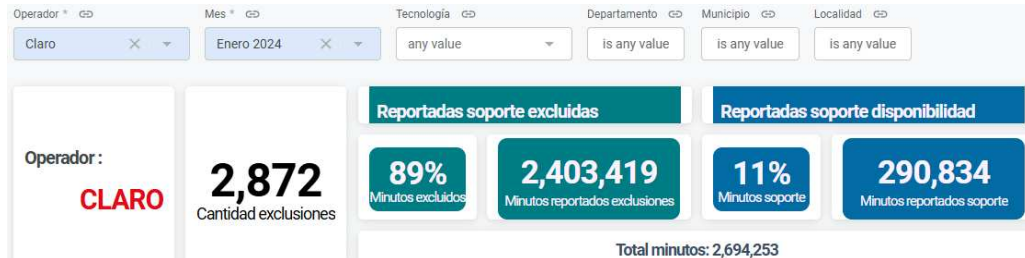 Operador * Mes * Tecnología Departamento Municipio Localidad
Claro Enero 2024 any value is any value is any value is any value
Reportadas soporte excluidas Reportadas soporte disponibilidad
Operador :
CLARO
2,872
Cantidad exclusiones
89%
Minutos excluidos
2,403,419
Minutos reportados exclusiones
11%
Minutos soporte
290,834
Minutos reportados soporte
Total minutos: 2,694,253